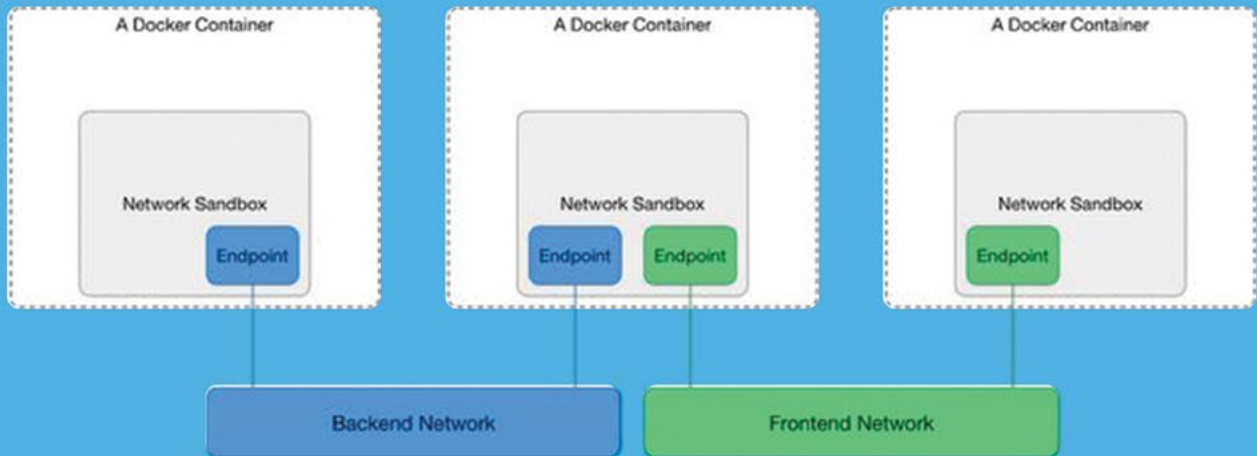 A Docker Container
A Docker Container
A Docker Container
Network Sandbox
Network Sandbox
Network Sandbox
Endpoint
Endpoint
Endpoint
Endpoint
Backend Network
Frontend Network